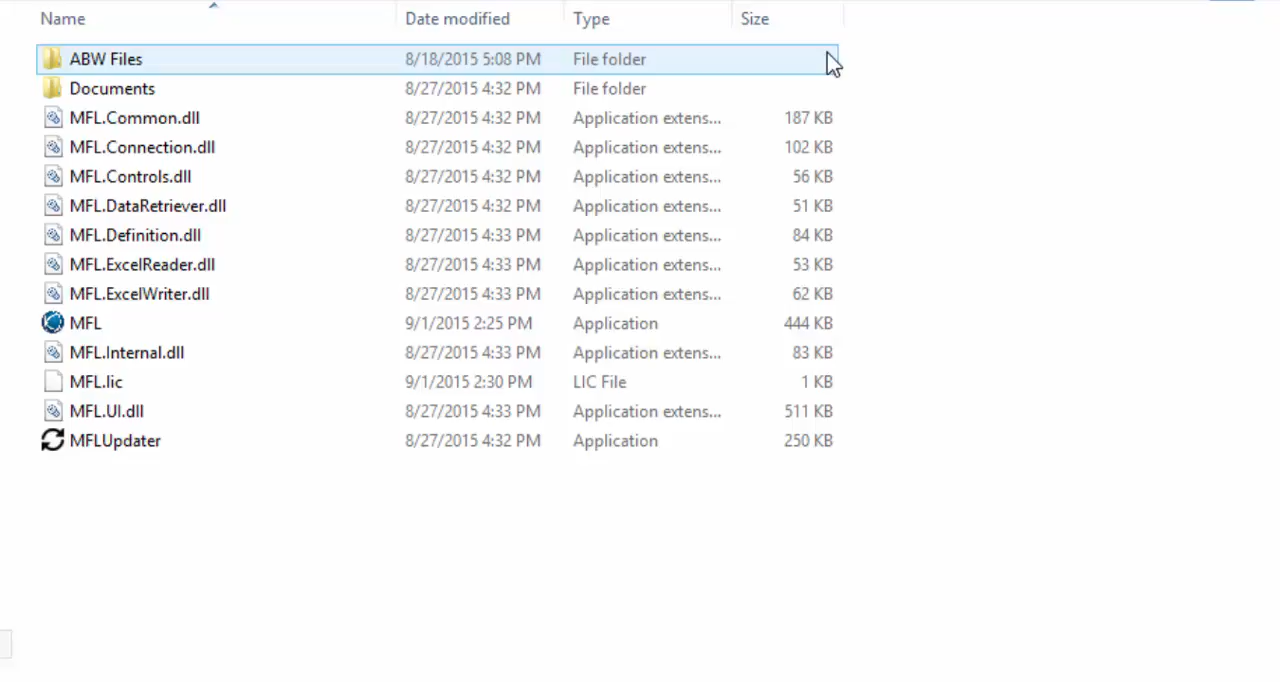 Name Date modified Type Size
ABW Files 8/18/2015 5:08 PM File folder
Documents 8/27/2015 4:32 PM File folder
MFL.Common.dll 8/27/2015 4:32 PM Application extens... 187 KB
MFL.Connection.dll 8/27/2015 4:32 PM Application extens... 102 KB
MFL.Controls.dll 8/27/2015 4:32 PM Application extens... 56 KB
MFL.DataRetriever.dll 8/27/2015 4:32 PM Application extens... 51 KB
MFL.Definition.dll 8/27/2015 4:33 PM Application extens... 84 KB
MFL.ExcelReader.dll 8/27/2015 4:33 PM Application extens... 53 KB
MFL.ExcelWriter.dll 8/27/2015 4:33 PM Application extens... 62 KB
MFL 9/1/2015 2:25 PM Application 444 KB
MFL.Internal.dll 8/27/2015 4:33 PM Application extens... 83 KB
MFL.lic 9/1/2015 2:30 PM LIC File 1 KB
MFL.UI.dll 8/27/2015 4:33 PM Application extens... 511 KB
MFLUpdater 8/27/2015 4:32 PM Application 250 KB